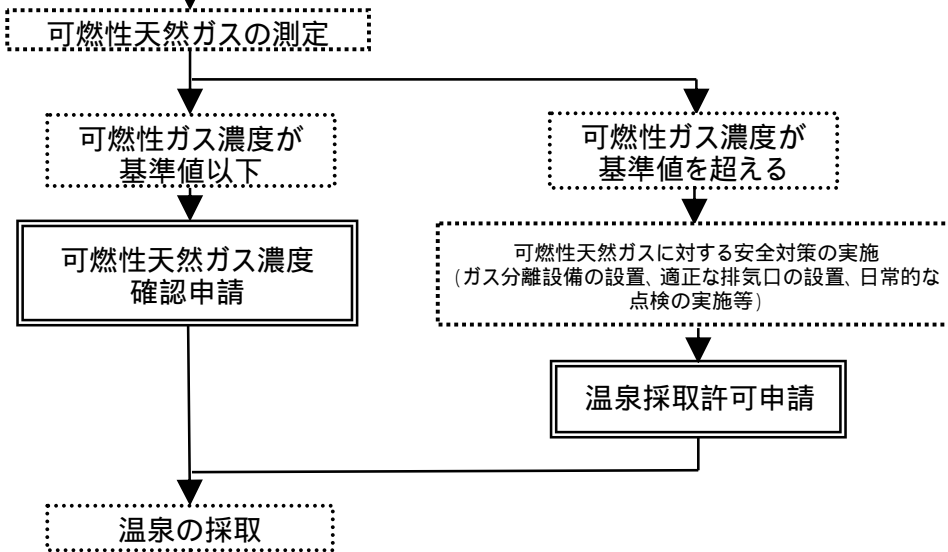 可燃性天然ガスの測定
可燃性ガス濃度が
基準値以下
可燃性ガス濃度が
基準値を超える
可燃性天然ガス濃度
確認申請
可燃性天然ガスに対する安全対策の実施
(ガス分離設備の設置、適正な排気口の設置、日常的な
点検の実施等)
温泉採取許可申請
温泉の採取